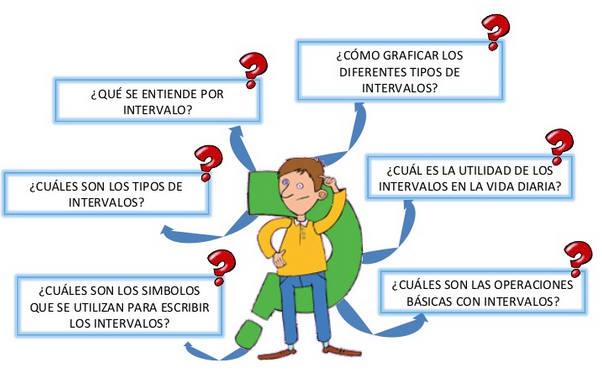 ¿CÓMO GRAFICAR LOS
DIFERENTES TIPOS DE
INTERVALOS?
¿QUÉ SE ENTIENDE POR
INTERVALO?
¿CUÁL ES LA UTILIDAD DE LOS
INTERVALOS EN LA VIDA DIARIA?
¿CUÁLES SON LOS TIPOS DE
INTERVALOS?
¿CUÁLES SON LOS SIMBOLOS
QUE SE UTILIZAN PARA ESCRIBIR
LOS INTERVALOS?
¿CUÁLES SON LAS OPERACIONES
BÁSICAS CON INTERVALOS?